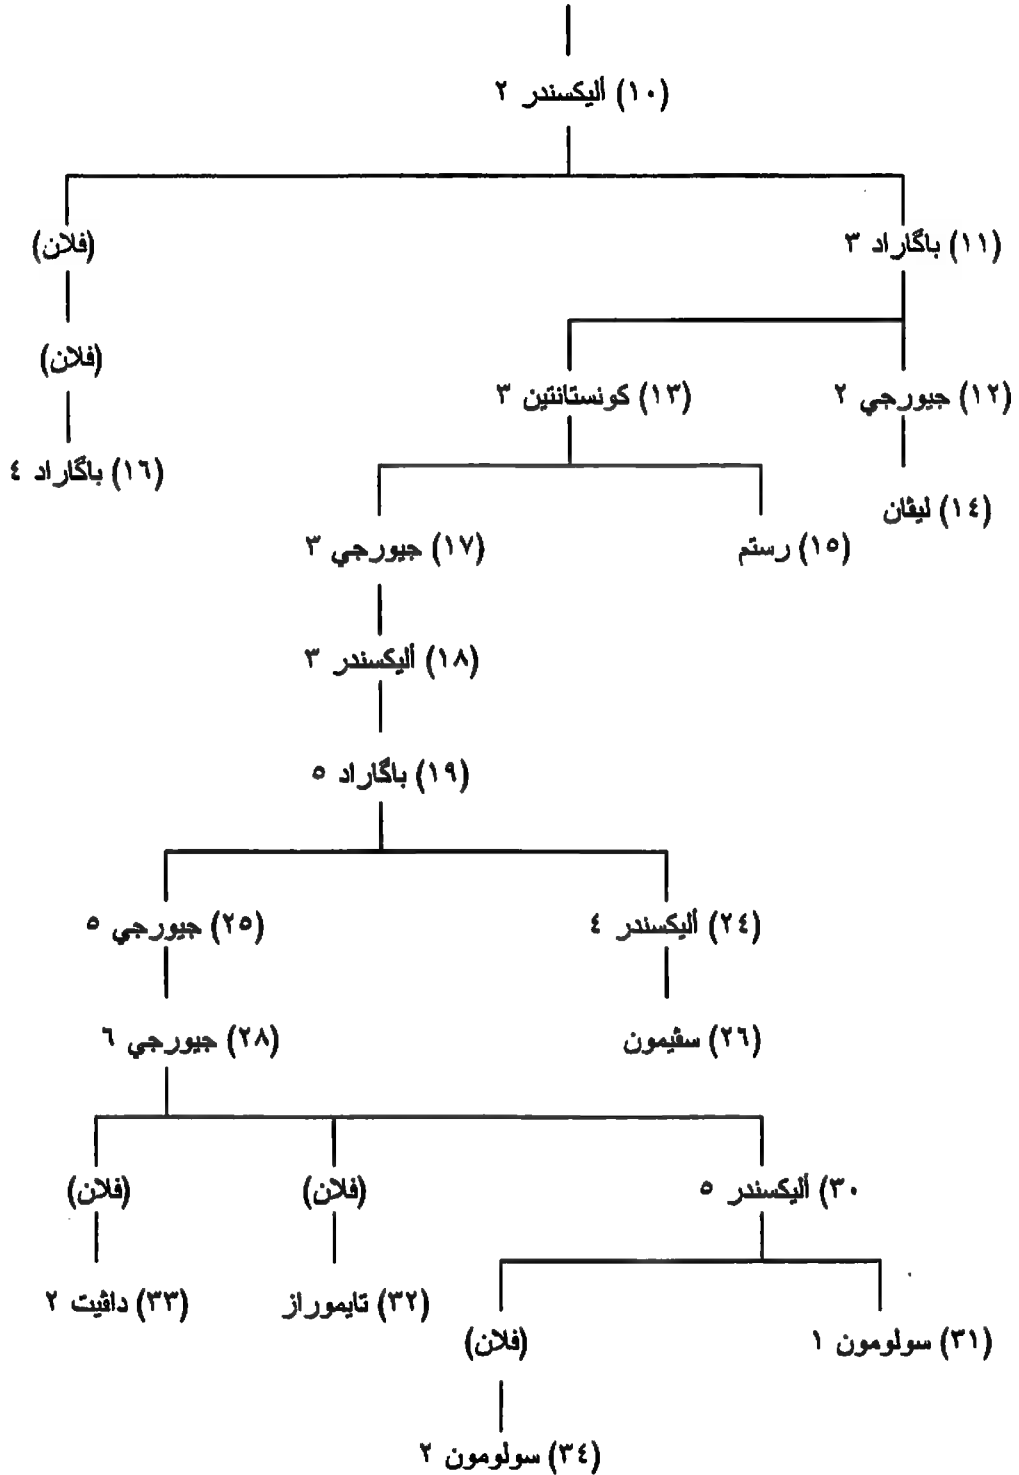 (١٠) أليكسندر ٢
(١١) باگاراد ٣
(فلان)
(فلان)
(١٢) جيورجي ٢
(١٣) كونستانتين ٣
(١٦) باگاراد ٤
(١٤) ليڤان
(١٥) رستم
(١٧) جيورجي ٣
(١٨) أليكسندر ٣
(١٩) باگاراد ٥
(٢٤) أليكسندر ٤
(٢٥) جيورجي ٥
(٢٦) سڤيمون
(٢٨) جيورجي ٦
٣٠) أليكسندر ٥
(فلان)
(فلان)
(٣٢) تايموراز
(٣٣) داڤيت ٢
(٣١) سولومون ١
(فلان)
(٣٤) سولومون ٢